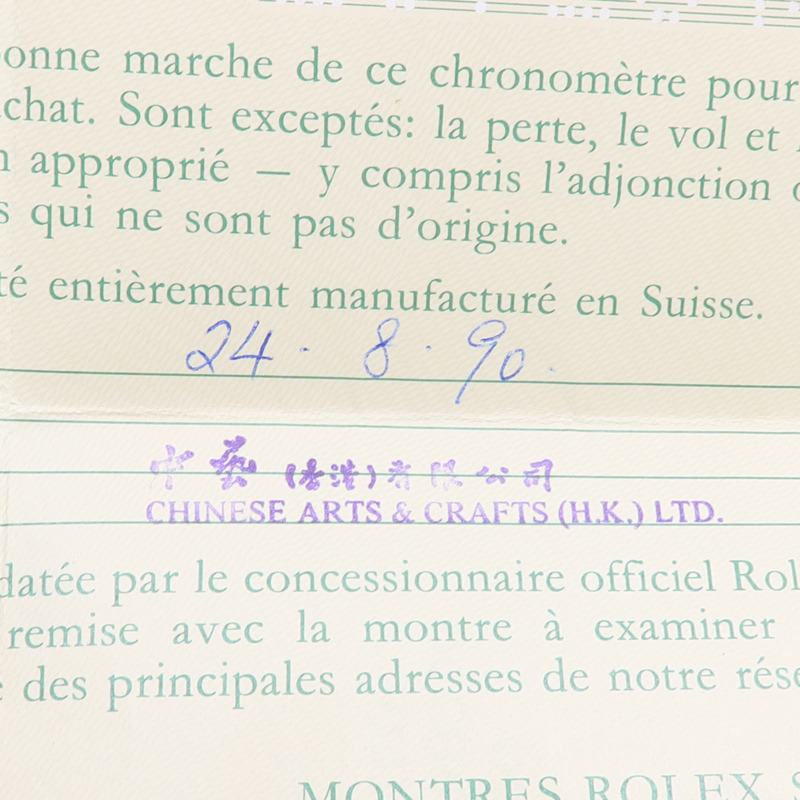 onne marche de ce chronomètre pour
chat. Sont exceptés: la perte, le vol et
approprié — y compris l'adjonction
s qui ne sont pas d'origine.
té entièrement manufacturé en Suisse.
24 · 8 · 90.
中藝(香港)有限公司
CHINESE ARTS & CRAFTS (H.K.) LTD.
datée par le concessionnaire officiel Rol
remise avec la montre à examiner
des principales adresses de notre rése
MONTRES ROLEX S